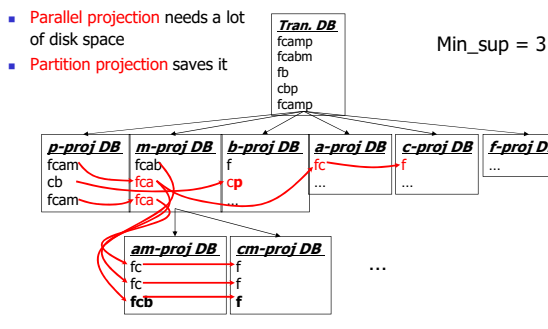 Parallel projection needs a lot
of disk space
Partition projection saves it
Tran. DB
fcamp
fcabm
fb
cbp
fcamp
Min_sup = 3
p-proj DB
fcam
cb
fcam
m-proj DB
fcab
fca
fca
b-proj DB
f
cp
...
a-proj DB
fc
...
c-proj DB
f
...
f-proj DB
...
am-proj DB
fc
fc
fcb
cm-proj DB
f
f
f
...